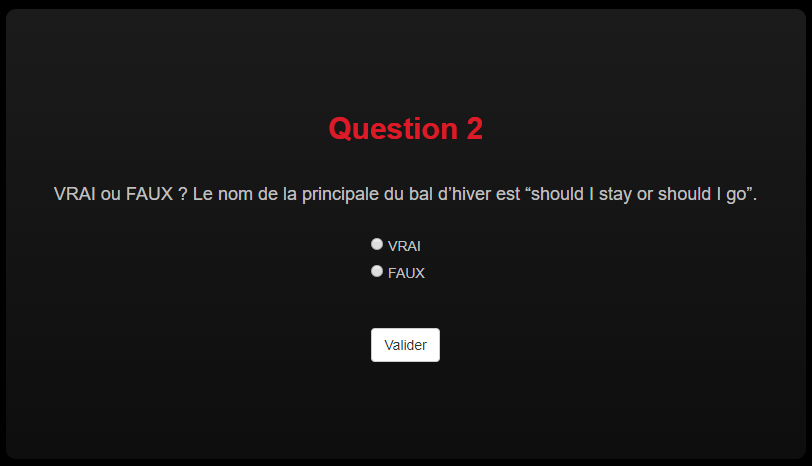 Question 2
VRAI ou FAUX ? Le nom de la principale du bal d’hiver est “should I stay or should I go”.
VRAI
FAUX
Valider